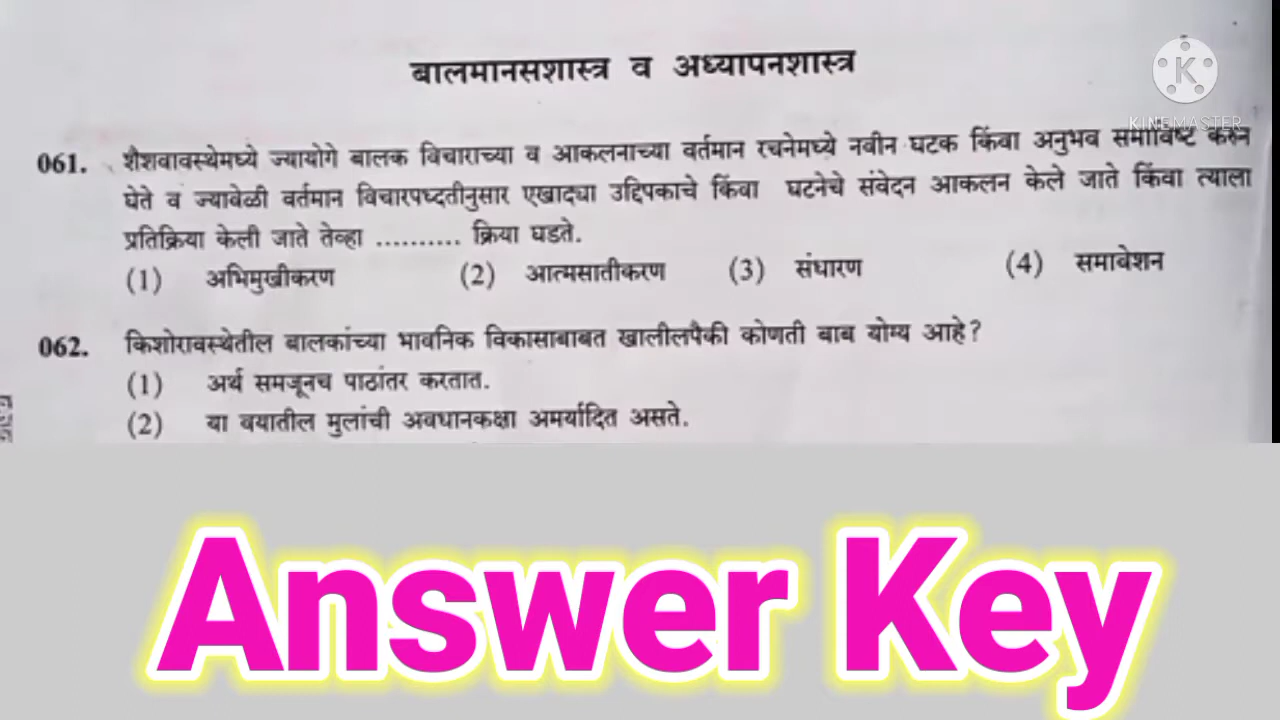 बालमानसशास्त्र व अध्यापनशास्त्र
KINEMASTER
061. शैशवावस्थेमध्ये ज्यायोगे बालक विचाराच्या व आकलनाच्या वर्तमान रचनेमध्ये नवीन घटक किंवा अनुभव समाविष्ट करुन
घेते व ज्यावेळी वर्तमान विचारपध्दतीनुसार एखाद्या उद्दिपकाचे किंवा घटनेचे संवेदन आकलन केले जाते किंवा त्याला
प्रतिक्रिया केली जाते तेव्हा .......... क्रिया घडते.
(1) अभिमुखीकरण (2) आत्मसातीकरण (3) संधारण (4) समावेशन
062. किशोरावस्थेतील बालकांच्या भावनिक विकासाबाबत खालीलपैकी कोणती बाब योग्य आहे?
(1) अर्थ समजूनच पाठांतर करतात.
(2) या वयातील मुलांची अवधानकक्षा अमर्यादित असते.
Answer Key